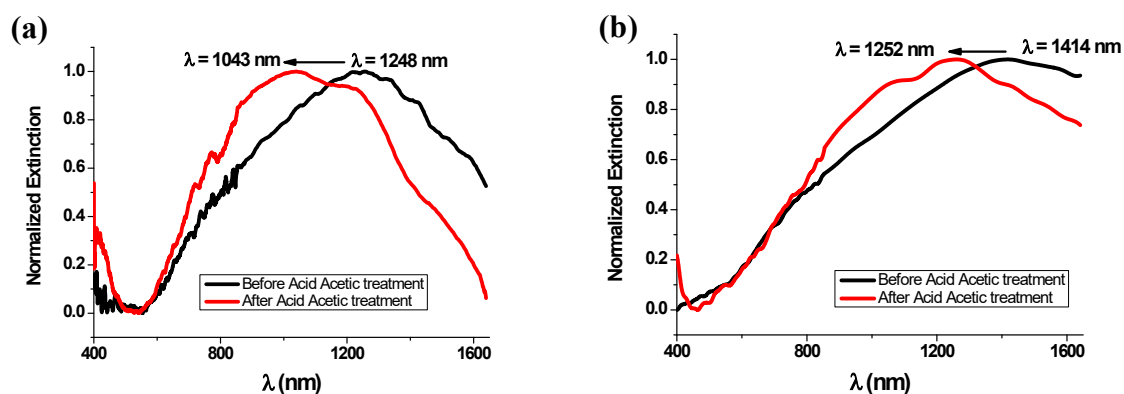 (a)
λ = 1043 nm
λ = 1248 nm
Normalized Extinction
1.0
0.8
0.6
0.4
0.2
0.0
Before Acid Acetic treatment
After Acid Acetic treatment
400
800
1200
1600
λ (nm)
(b)
λ = 1252 nm
λ = 1414 nm
Normalized Extinction
1.0
0.8
0.6
0.4
0.2
0.0
Before Acid Acetic treatment
After Acid Acetic treatment
400
800
1200
1600
λ (nm)